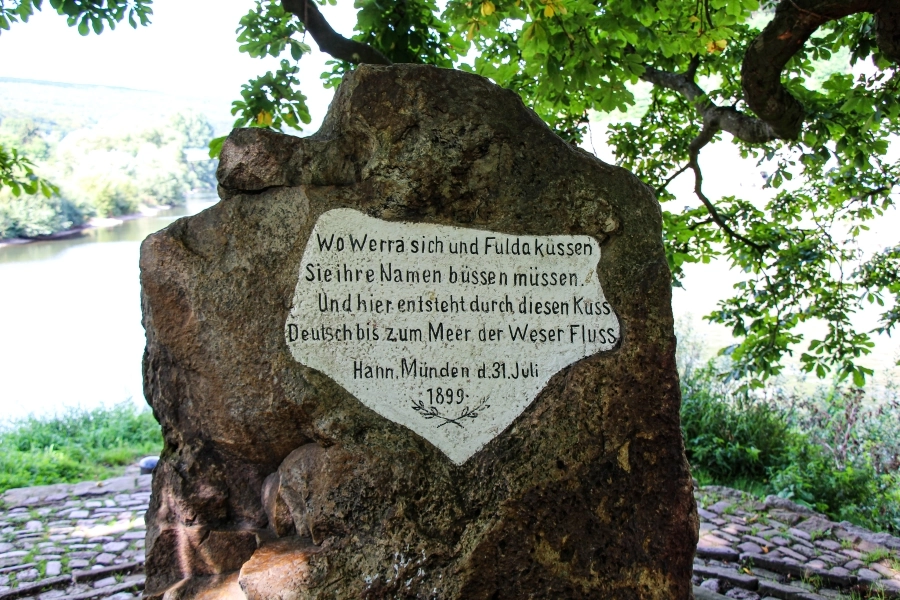 Wo Werra sich und Fulda küssen
Sie ihre Namen büssen müssen.
Und hier entsteht durch diesen Kuss
Deutsch bis zum Meer der Weser Fluss
Hann. Münden d. 31. Juli
1899.